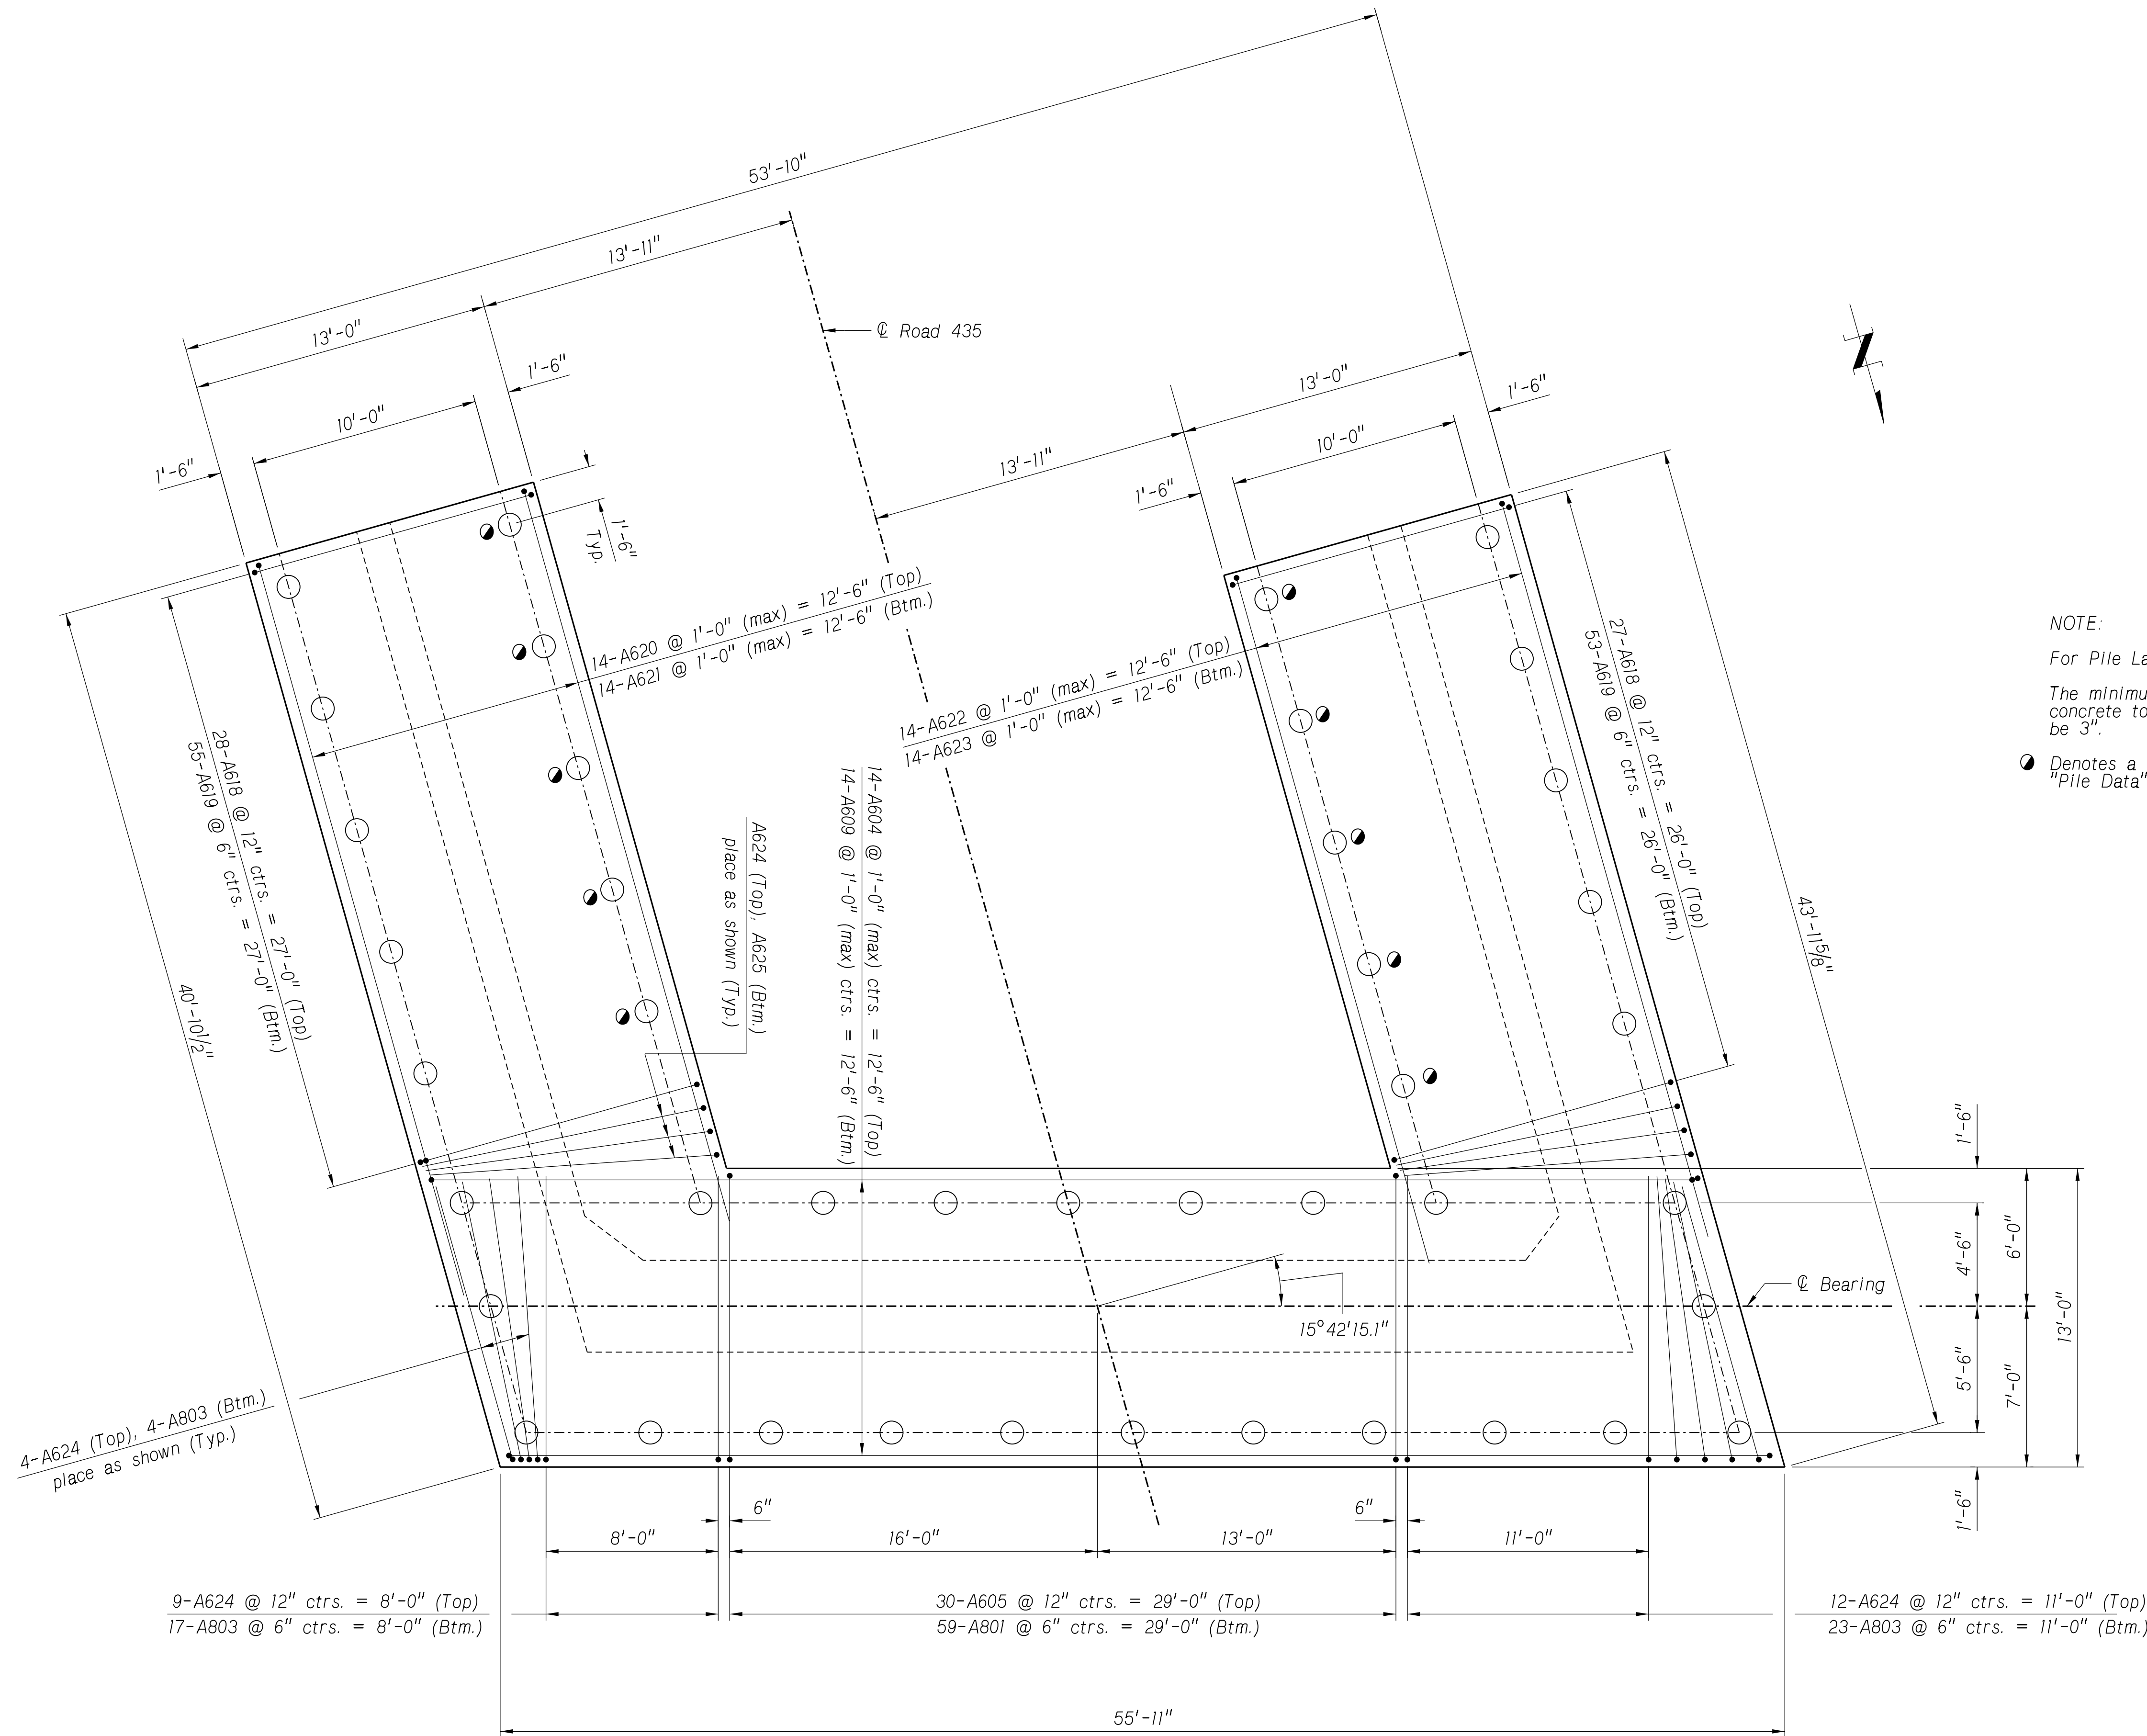 53'-10"
13'-11"
13'-0"
℄ Road 435
1'-6"
10'-0"
1'-6"
13'-0"
1'-6"
10'-0"
13'-11"
1'-6"
1'-6"
Typ.
14-A620 @ 1'-0" (max) = 12'-6" (Top)
14-A621 @ 1'-0" (max) = 12'-6" (Btm.)
14-A622 @ 1'-0" (max) = 12'-6" (Top)
14-A623 @ 1'-0" (max) = 12'-6" (Btm.)
N
NOTE:
For Pile La
The minimu
concrete to
be 3".
Denotes a
"Pile Data"
28-A618 @ 12" ctrs. = 27'-0" (Top)
55-A619 @ 6" ctrs. = 27'-0" (Btm.)
27-A618 @ 12" ctrs. = 26'-0" (Top)
53-A619 @ 6" ctrs. = 26'-0" (Btm.)
A624 (Top), A625 (Btm.)
place as shown (Typ.)
14-A604 @ 1'-0" (max) ctrs. = 12'-6" (Top)
14-A609 @ 1'-0" (max) ctrs. = 12'-6" (Btm.)
40'-10 1/2"
43'-11 5/8"
1'-6"
4'-6"
6'-0"
13'-0"
℄ Bearing
15°42'15.1"
5'-6"
7'-0"
1'-6"
4-A624 (Top), 4-A803 (Btm.)
place as shown (Typ.)
6"
6"
8'-0"
16'-0"
13'-0"
11'-0"
9-A624 @ 12" ctrs. = 8'-0" (Top)
17-A803 @ 6" ctrs. = 8'-0" (Btm.)
30-A605 @ 12" ctrs. = 29'-0" (Top)
59-A801 @ 6" ctrs. = 29'-0" (Btm.)
12-A624 @ 12" ctrs. = 11'-0" (Top)
23-A803 @ 6" ctrs. = 11'-0" (Btm.)
55'-11"